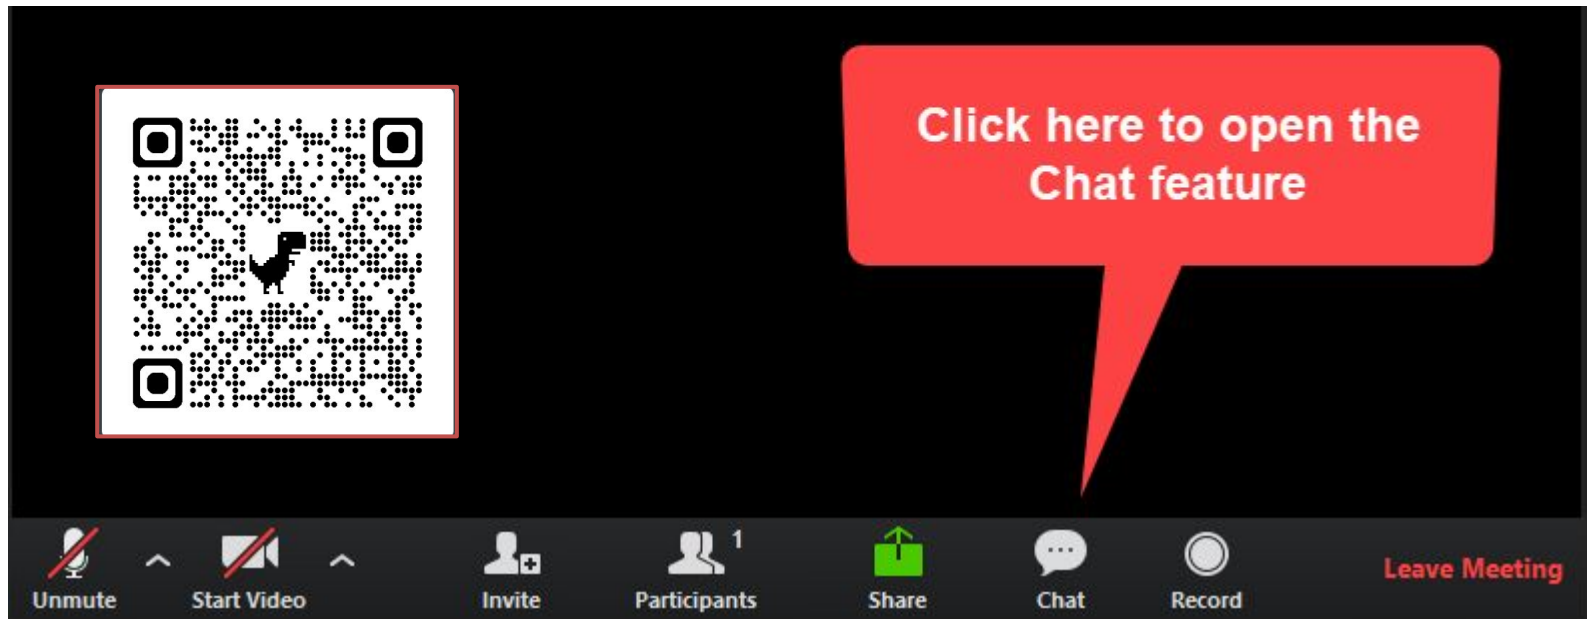 Click here to open the
Chat feature
1
Unmute
Start Video
Invite
Participants
Share
Chat
Record
Leave Meeting